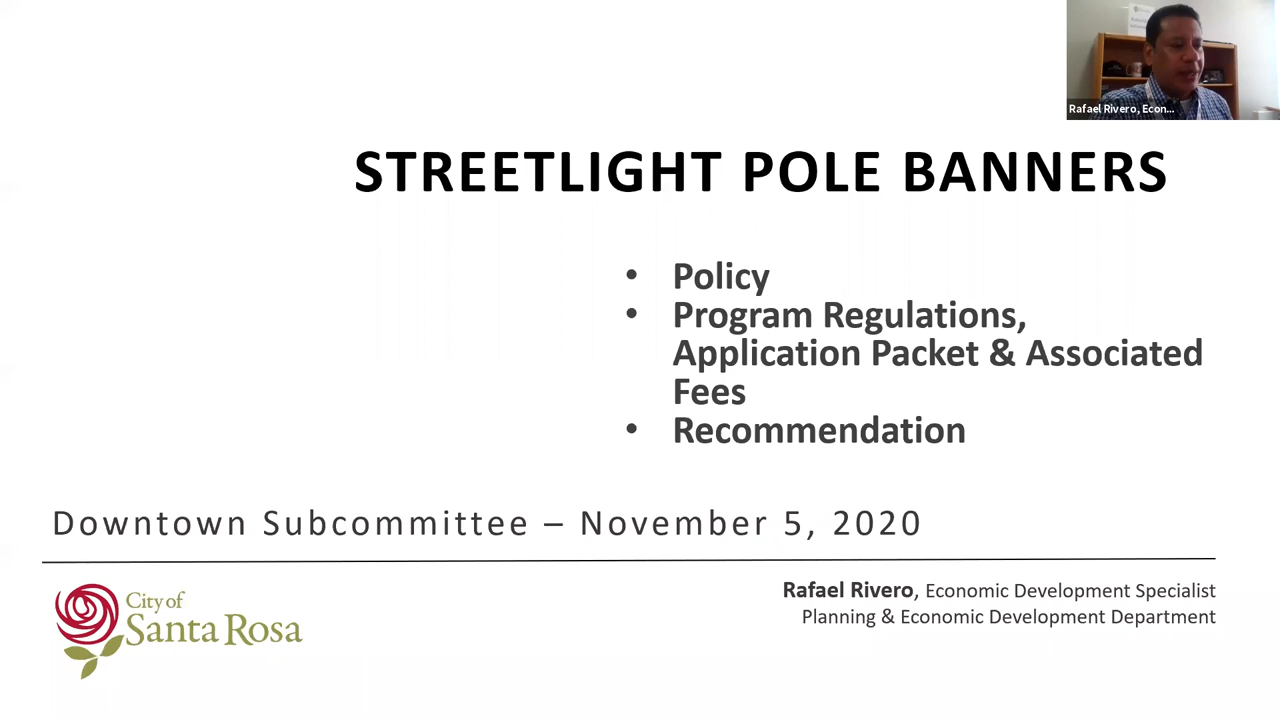 Rafael Rivero, Econ...
STREETLIGHT POLE BANNERS
• Policy
• Program Regulations,
Application Packet & Associated
Fees
• Recommendation
Downtown Subcommittee – November 5, 2020
City of
Santa Rosa
Rafael Rivero, Economic Development Specialist
Planning & Economic Development Department